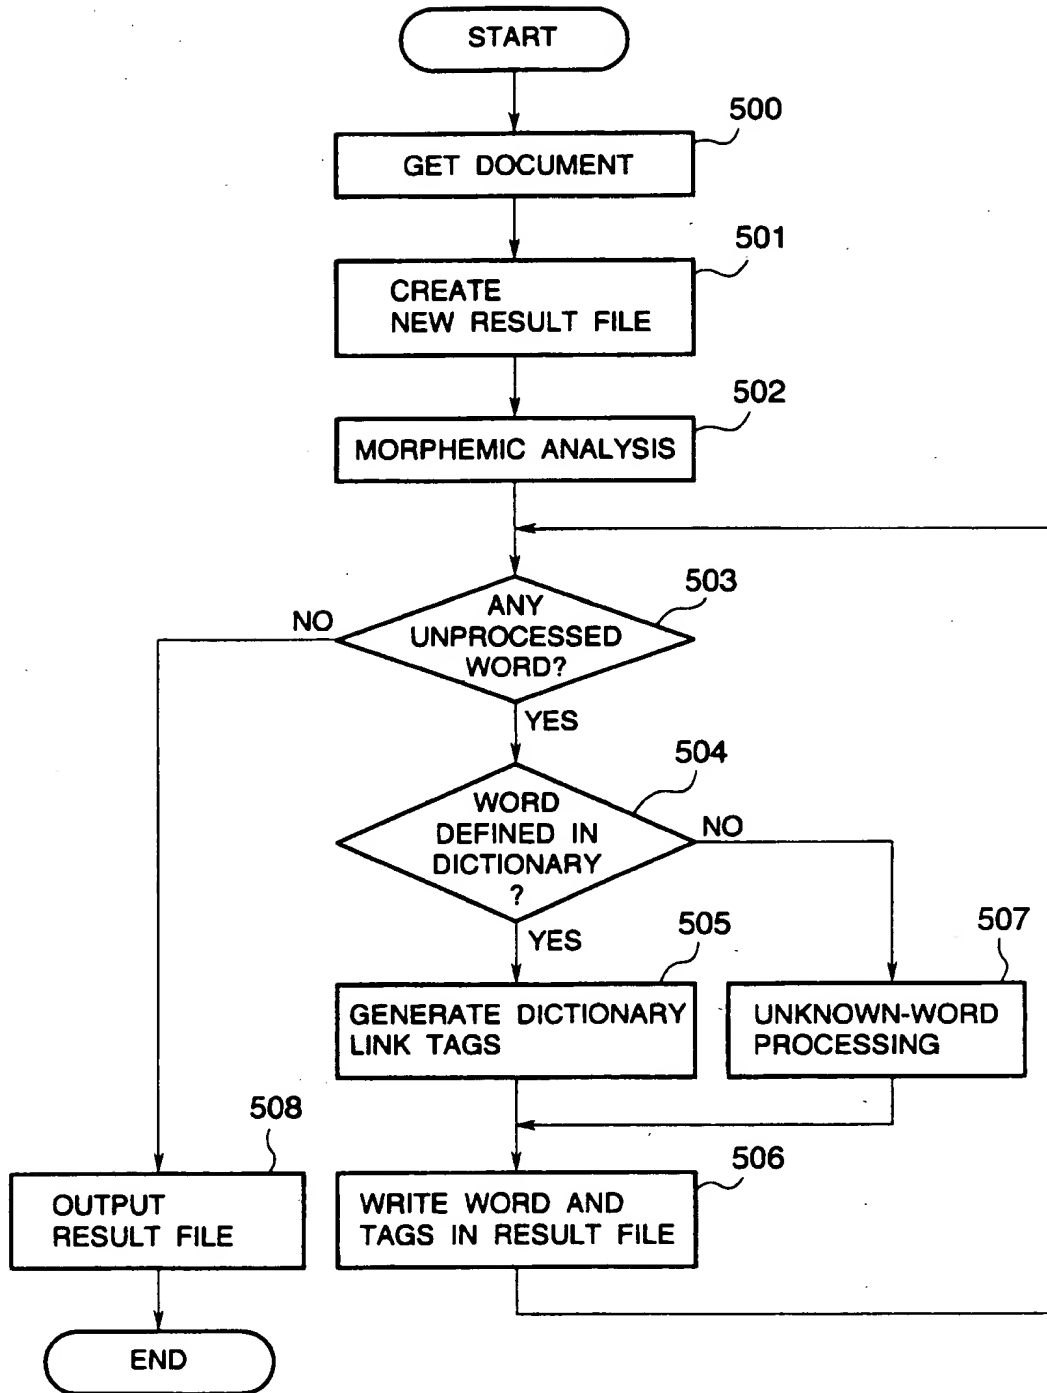 START
500
GET DOCUMENT
501
CREATE
NEW RESULT FILE
502
MORPHEMIC ANALYSIS
503
ANY
UNPROCESSED
WORD?
NO
YES
504
WORD
DEFINED IN
DICTIONARY
?
NO
YES
505
GENERATE DICTIONARY
LINK TAGS
507
UNKNOWN-WORD
PROCESSING
506
WRITE WORD AND
TAGS IN RESULT FILE
508
OUTPUT
RESULT FILE
END